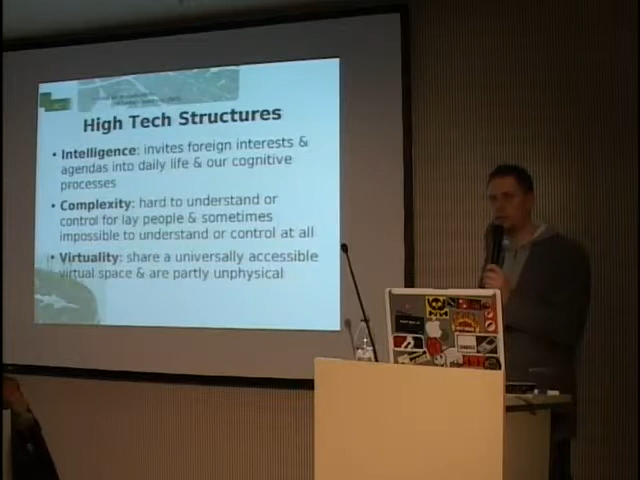 High Tech Structures
• Intelligence: invites foreign interests &
agendas into daily life & our cognitive
processes
• Complexity: hard to understand or
control for lay people & sometimes
impossible to understand or control at all
• Virtuality: share a universally accessible
virtual space & are partly unphysical